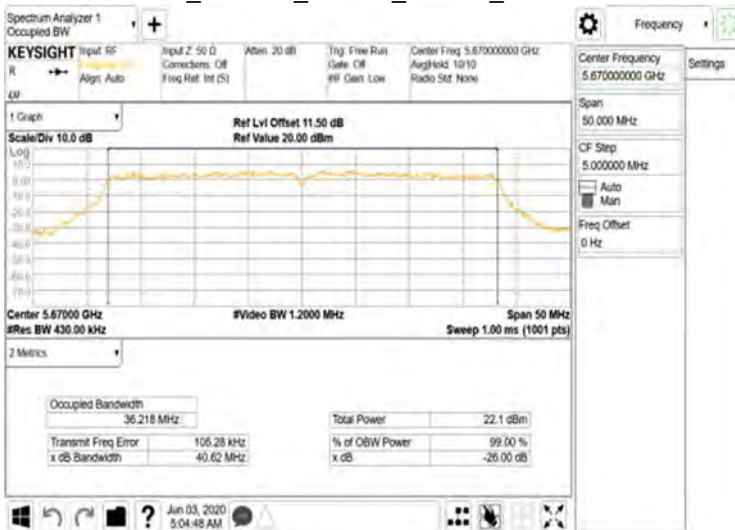 Spectrum Analyzer 1
Occupied BW
+
Frequency
KEYSIGHT
R
Input: RF
Align: Auto
Input Z: 50 Ω
Corrections: Off
Freq Ref: Int (S)
Atten: 20 dB
Trig: Free Run
Gate: Off
#IF Gain: Low
Center Freq: 5.670000000 GHz
Avg|Hold: 10/10
Radio Std: None
1 Graph
Scale/Div 10.0 dB
Ref Lvl Offset 11.50 dB
Ref Value 20.00 dBm
Log
10.0
0.00
Center 5.67000 GHz
#Res BW 430.00 kHz
#Video BW 1.2000 MHz
Span 50 MHz
Sweep 1.00 ms (1001 pts)
2 Metrics
Occupied Bandwidth
36.218 MHz
Total Power 22.1 dBm
Transmit Freq Error 105.28 kHz
% of OBW Power 99.00 %
x dB Bandwidth 40.62 MHz
x dB -26.00 dB
?
Jun 03, 2020
5:04:48 AM
Center Frequency
5.670000000 GHz
Settings
Span
50.000 MHz
CF Step
5.000000 MHz
Auto
Man
Freq Offset
0 Hz